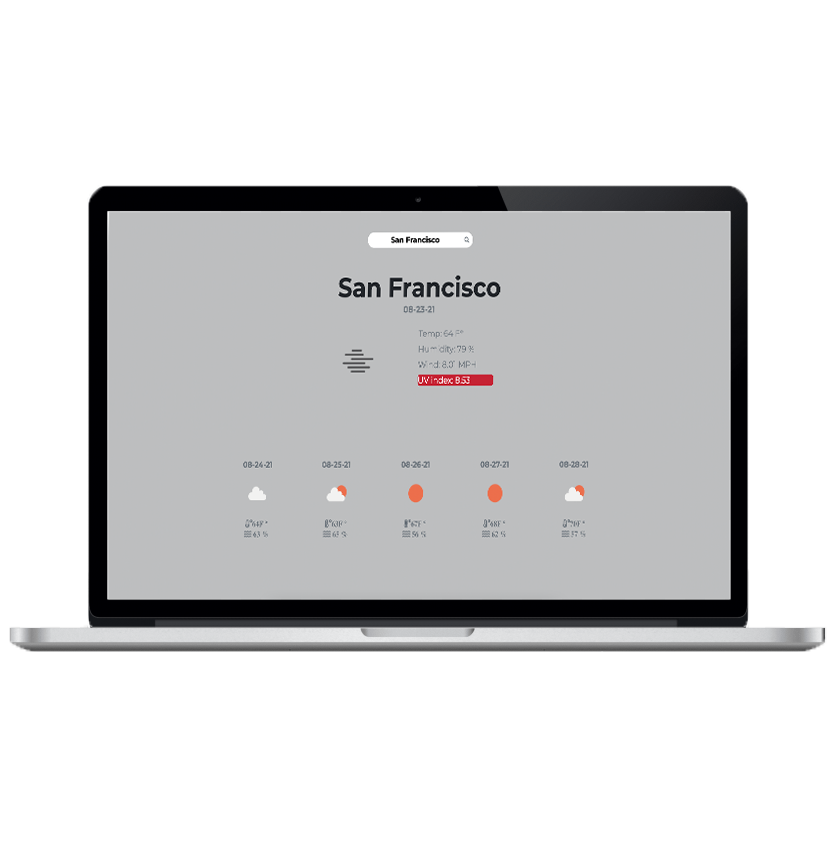 San Francisco
San Francisco
08-23-21
Temp: 64 F°
Humidity: 79 %
Wind: 8.01 MPH
UV index: 8.53
08-24-21 08-25-21 08-26-21 08-27-21 08-28-21
64F ° 63F ° 67F ° 68F ° 70F °
63 % 65 % 56 % 62 % 57 %